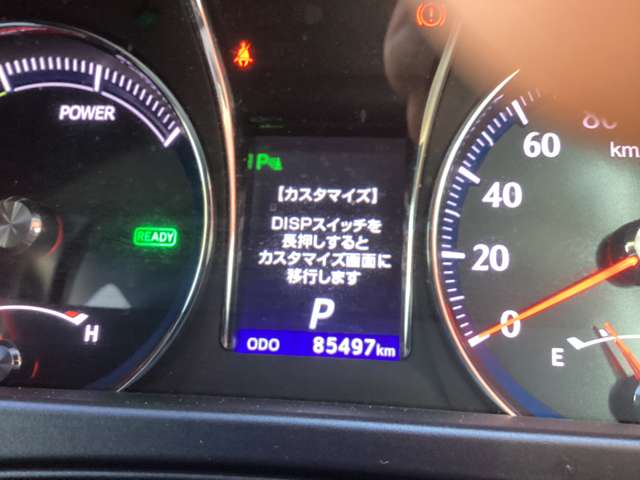 POWER
READY
H
P
【カスタマイズ】
DISPスイッチを
長押しすると
カスタマイズ画面に
移行します
P
ODO 85497km
80
60
km
40
20
0
E